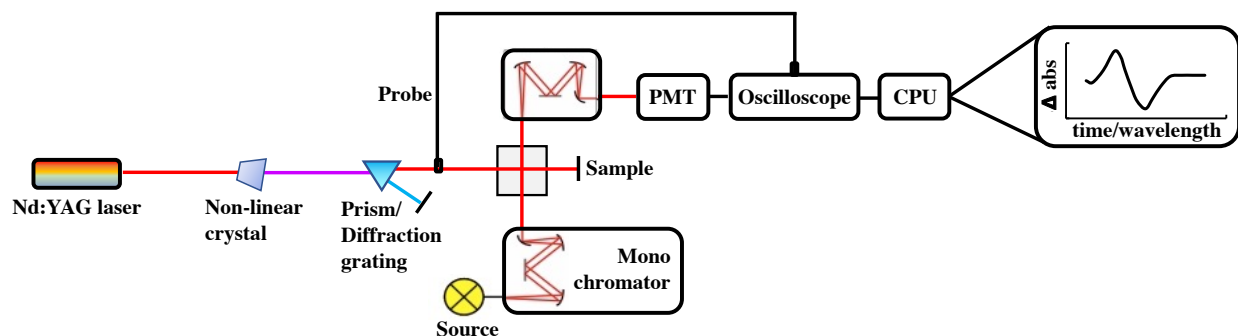 Probe
PMT
Oscilloscope
CPU
Δ abs
time/wavelength
Sample
Nd:YAG laser
Non-linear
crystal
Prism/
Diffraction
grating
Mono
chromator
Source